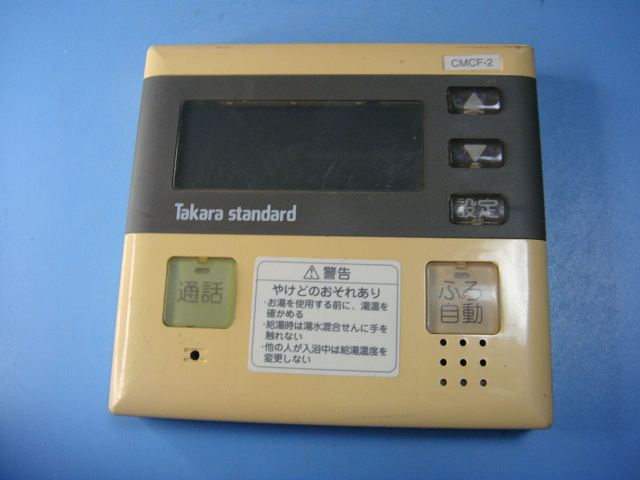 CMCF-2
▲
▼
設定
Takara standard
通話
⚠警告
やけどのおそれあり
・お湯を使用する前に、湯温を
確かめる
・給湯時は湯水混合せんに手を
触れない
・他の人が入浴中は給湯温度を
変更しない
ふろ
自動